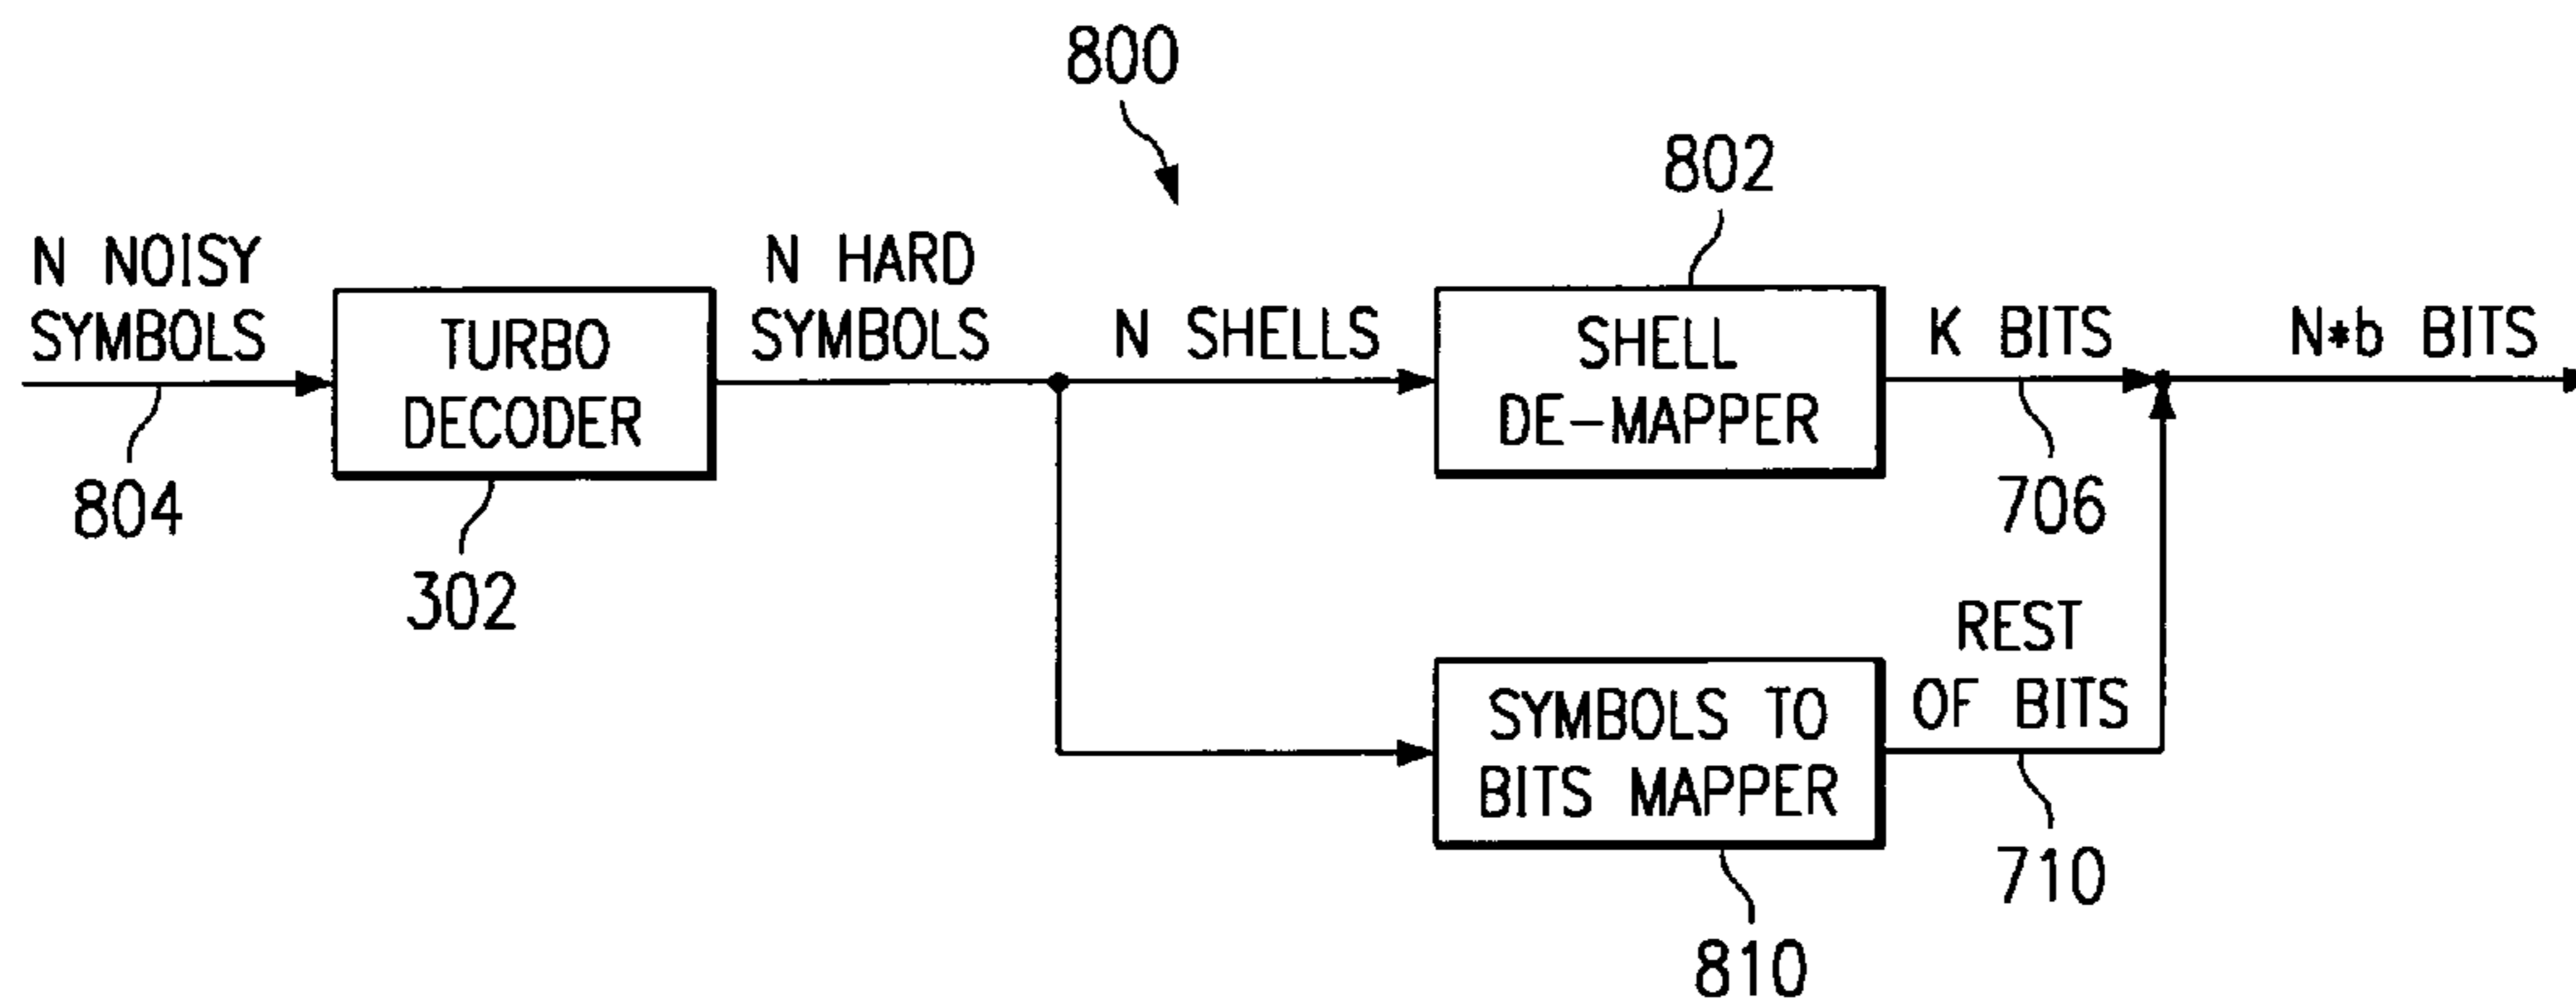 800
802
N NOISY
SYMBOLS
804
TURBO
DECODER
302
N HARD
SYMBOLS
N SHELLS
SHELL
DE-MAPPER
K BITS
706
N*b BITS
SYMBOLS TO
BITS MAPPER
810
REST
OF BITS
710